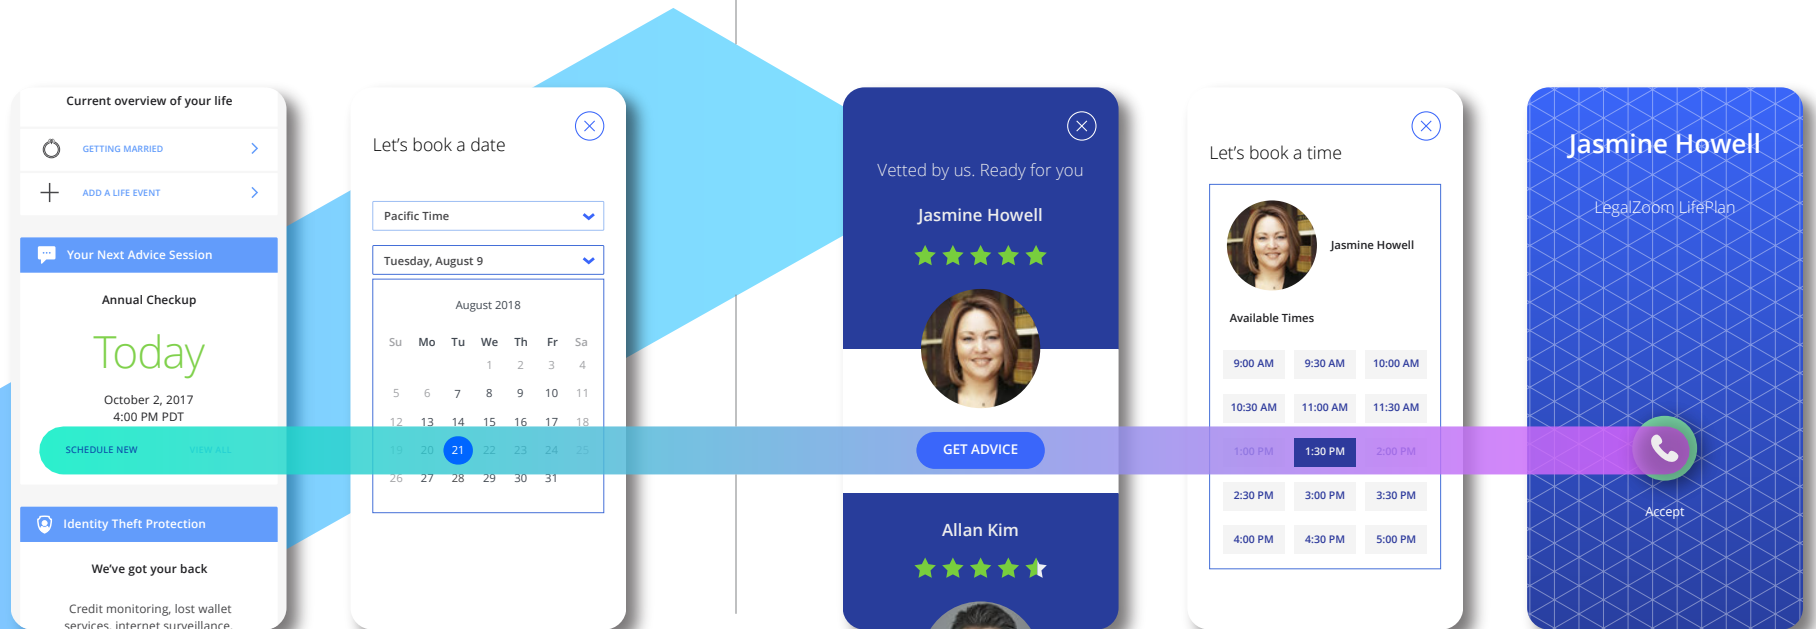 Current overview of your life
GETTING MARRIED
ADD A LIFE EVENT
Your Next Advice Session
Annual Checkup
Today
October 2, 2017
4:00 PM PDT
SCHEDULE NEW VIEW ALL
Identity Theft Protection
We've got your back
Credit monitoring, lost wallet
services, internet surveillance,
Let's book a date
Pacific Time
Tuesday, August 9
August 2018
Su Mo Tu We Th Fr Sa
1 2 3 4
5 6 7 8 9 10 11
12 13 14 15 16 17 18
19 20 21 22 23 24 25
26 27 28 29 30 31
Vetted by us. Ready for you
Jasmine Howell
GET ADVICE
Allan Kim
Let's book a time
Jasmine Howell
Available Times
9:00 AM 9:30 AM 10:00 AM
10:30 AM 11:00 AM 11:30 AM
1:00 PM 1:30 PM 2:00 PM
2:30 PM 3:00 PM 3:30 PM
4:00 PM 4:30 PM 5:00 PM
Jasmine Howell
LegalZoom LifePlan
Accept